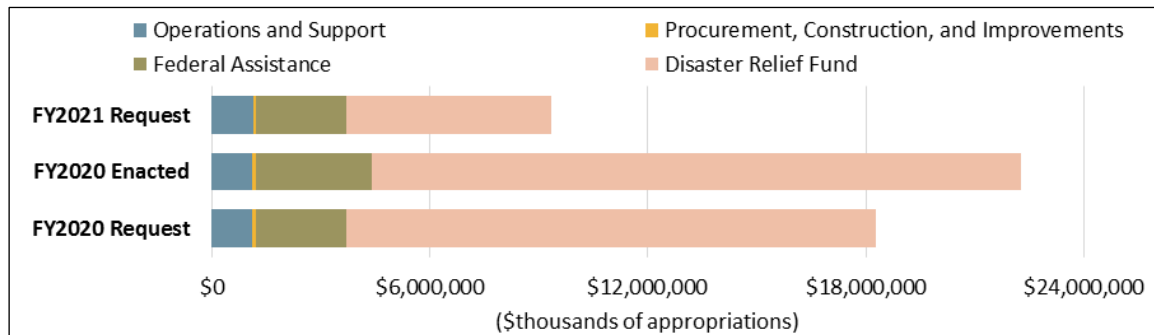 Operations and Support
Procurement, Construction, and Improvements
Federal Assistance
Disaster Relief Fund
FY2021 Request
FY2020 Enacted
FY2020 Request
$0 $6,000,000 $12,000,000 $18,000,000 $24,000,000
($thousands of appropriations)